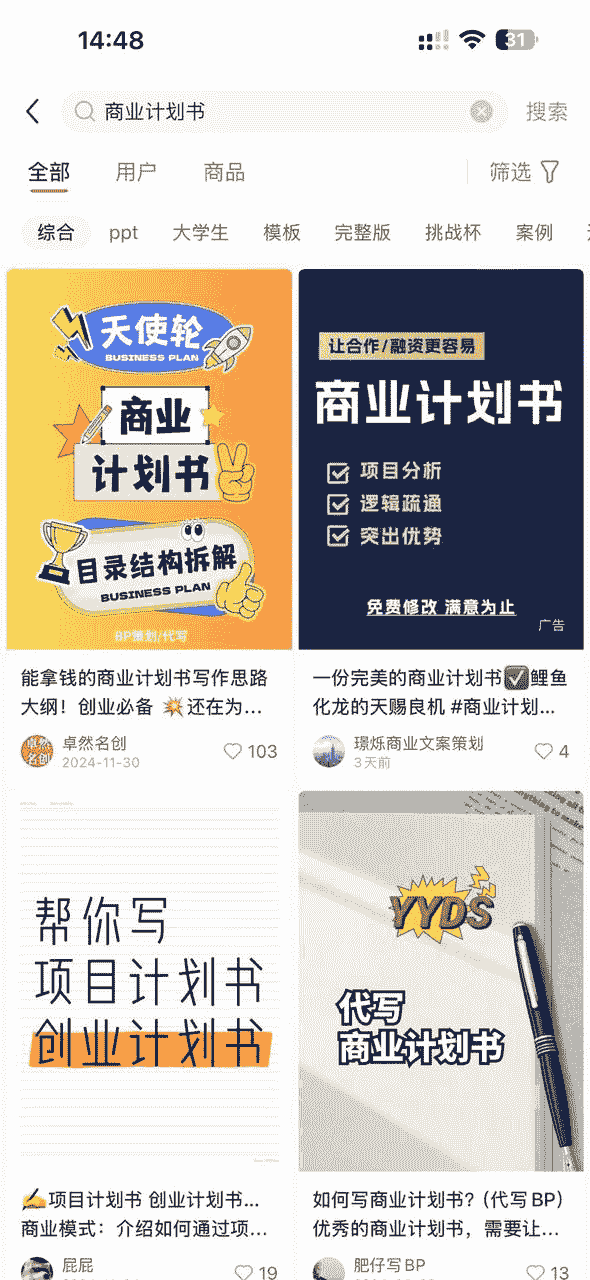 14:48
31
商业计划书
搜索
全部
用户
商品
筛选
综合
ppt
大学生
模板
完整版
挑战杯
案例
天使轮
BUSINESS PLAN
商业
计划书
目录结构拆解
BUSINESS PLAN
BP策划/代写
能拿钱的商业计划书写作思路
大纲！创业必备 💥还在为...
卓然名创
2024-11-30
103
让合作/融资更容易
商业计划书
项目分析
逻辑疏通
突出优势
免费修改 满意为止
广告
一份完美的商业计划书☑️鲤鱼
化龙的天赐良机 #商业计划...
璟烁商业文案策划
3天前
4
帮你写
项目计划书
创业计划书
✍️项目计划书 创业计划书...
商业模式：介绍如何通过项...
屁屁
19
YYDS
代写
商业计划书
如何写商业计划书？（代写BP）
优秀的商业计划书，需要让...
肥仔写BP
13